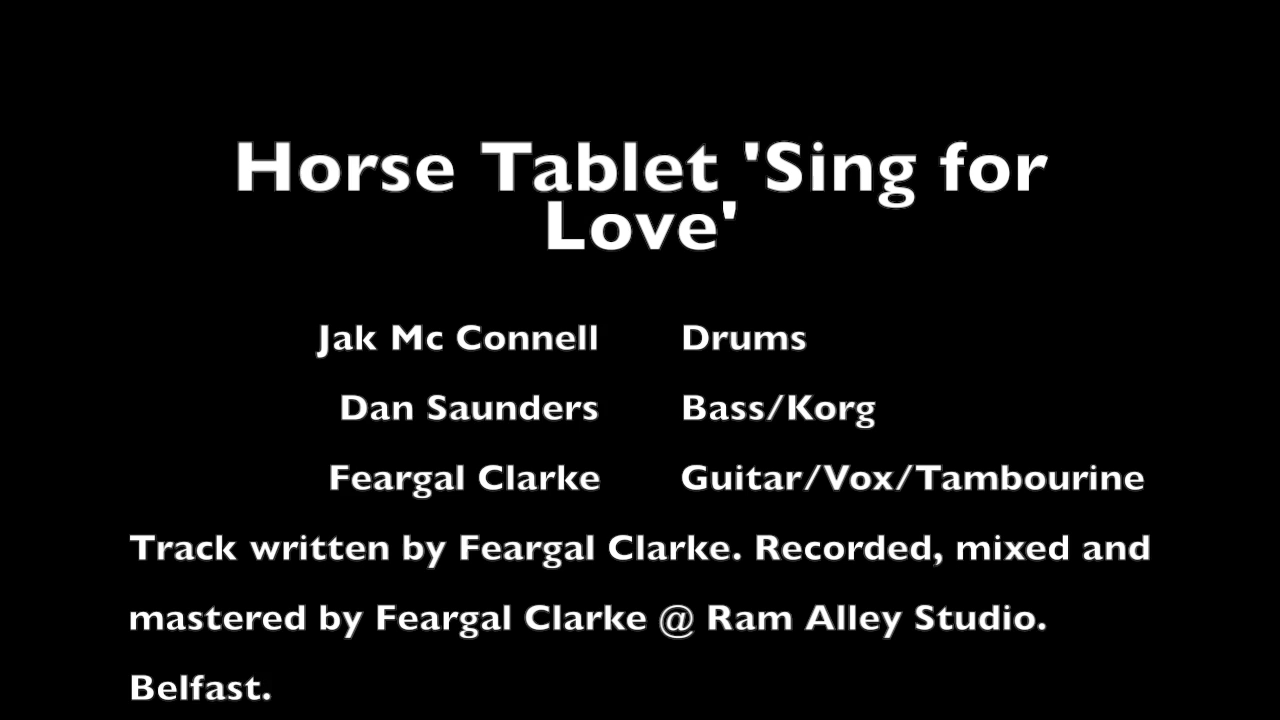 Horse Tablet 'Sing for
Love'
Jak Mc Connell Drums
Dan Saunders Bass/Korg
Feargal Clarke Guitar/Vox/Tambourine
Track written by Feargal Clarke. Recorded, mixed and
mastered by Feargal Clarke @ Ram Alley Studio.
Belfast.